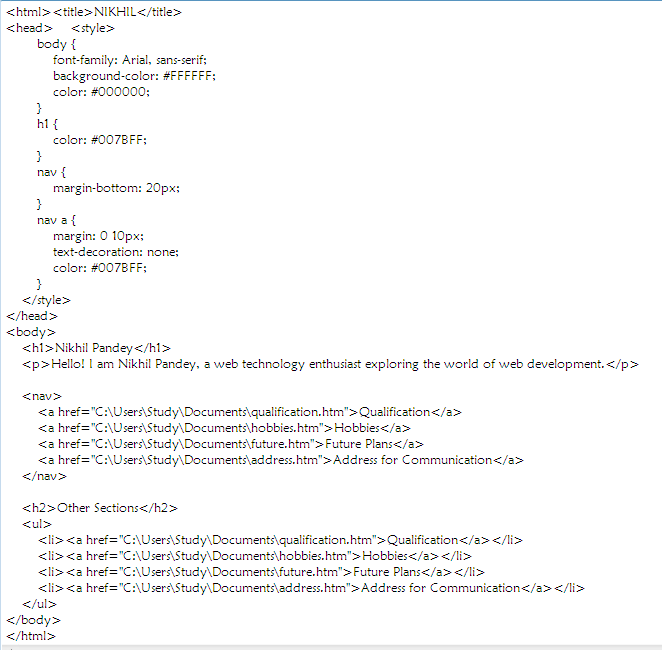 <html><title>NIKHIL</title>
<head>    <style>
        body {
            font-family: Arial, sans-serif;
            background-color: #FFFFFF;
            color: #000000;
        }
        h1 {
            color: #007BFF;
        }
        nav {
            margin-bottom: 20px;
        }
        nav a {
            margin: 0 10px;
            text-decoration: none;
            color: #007BFF;
        }
    </style>
</head>
<body>
    <h1>Nikhil Pandey</h1>
    <p>Hello! I am Nikhil Pandey, a web technology enthusiast exploring the world of web development.</p>

    <nav>
        <a href="C:\Users\Study\Documents\qualification.htm">Qualification</a>
        <a href="C:\Users\Study\Documents\hobbies.htm">Hobbies</a>
        <a href="C:\Users\Study\Documents\future.htm">Future Plans</a>
        <a href="C:\Users\Study\Documents\address.htm">Address for Communication</a>
    </nav>

    <h2>Other Sections</h2>
    <ul>
        <li><a href="C:\Users\Study\Documents\qualification.htm">Qualification</a></li>
        <li><a href="C:\Users\Study\Documents\hobbies.htm">Hobbies</a></li>
        <li><a href="C:\Users\Study\Documents\future.htm">Future Plans</a></li>
        <li><a href="C:\Users\Study\Documents\address.htm">Address for Communication</a></li>
    </ul>
</body>
</html>